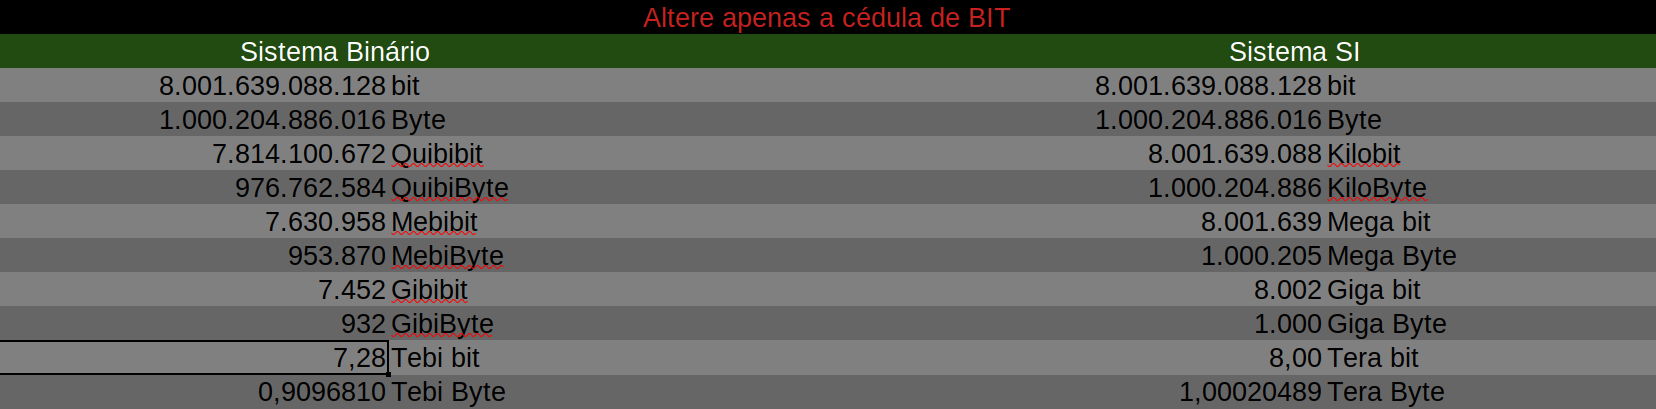 Altere apenas a cédula de BIT
Sistema Binário Sistema SI
8.001.639.088.128 bit 8.001.639.088.128 bit
1.000.204.886.016 Byte 1.000.204.886.016 Byte
7.814.100.672 Quibibit 8.001.639.088 Kilobit
976.762.584 QuibiByte 1.000.204.886 KiloByte
7.630.958 Mebibit 8.001.639 Mega bit
953.870 MebiByte 1.000.205 Mega Byte
7.452 Gibibit 8.002 Giga bit
932 GibiByte 1.000 Giga Byte
7,28 Tebi bit 8,00 Tera bit
0,9096810 Tebi Byte 1,00020489 Tera Byte